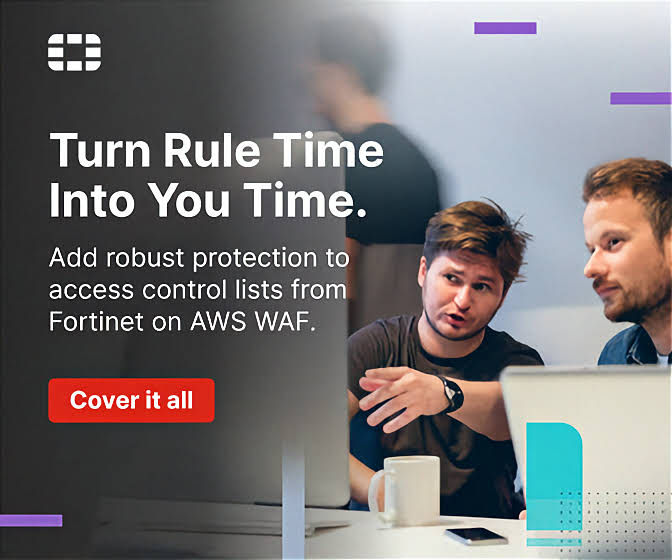 Turn Rule Time
Into You Time.
Add robust protection to
access control lists from
Fortinet on AWS WAF.
Cover it all